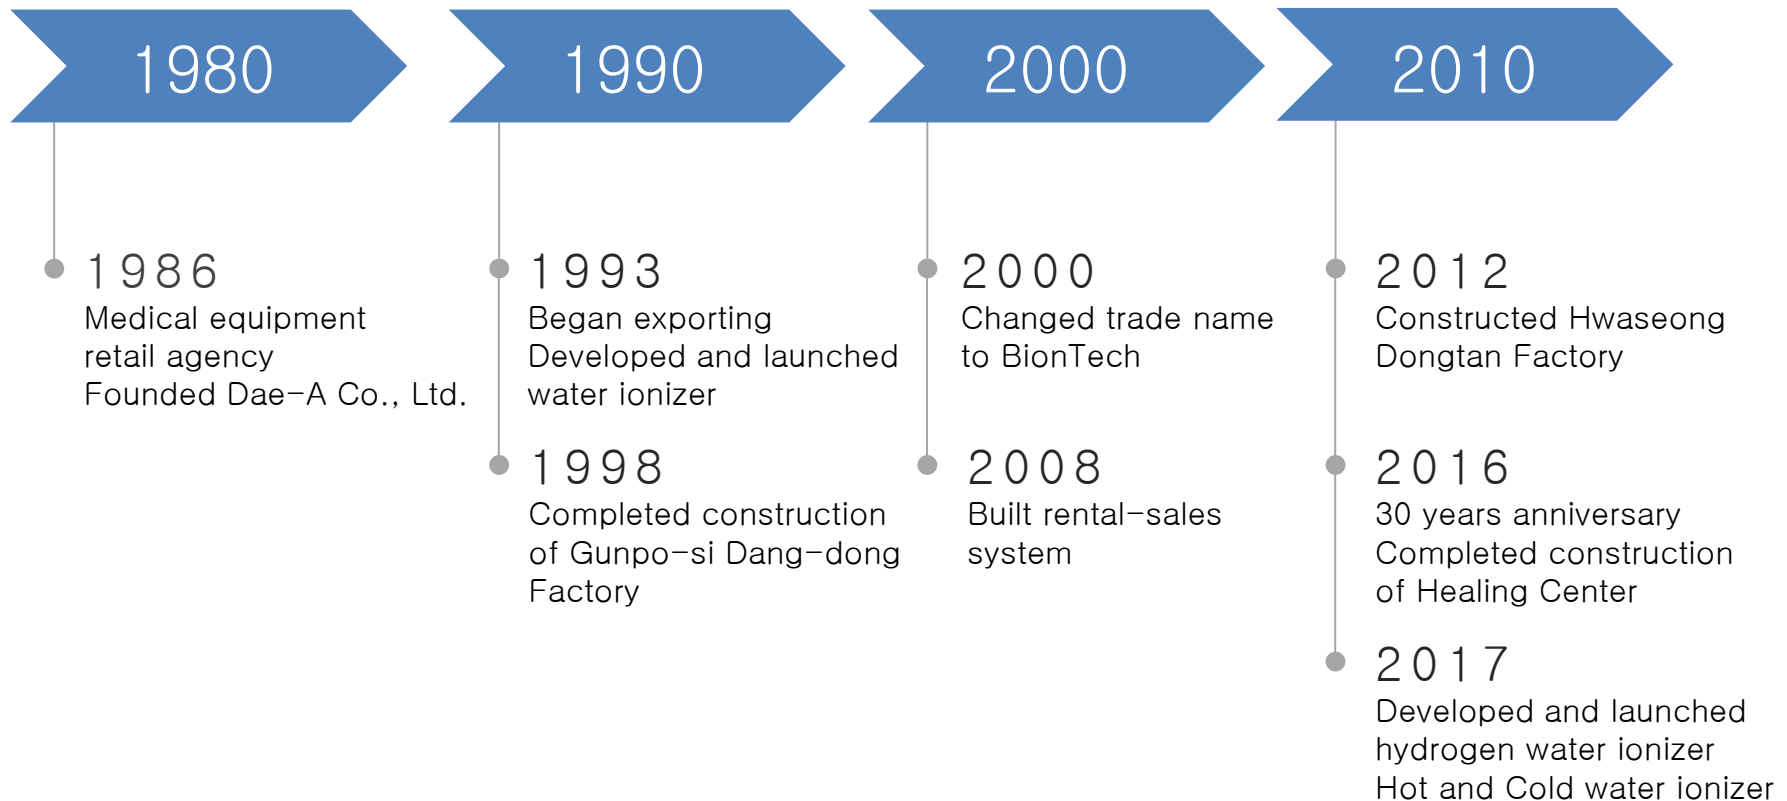 1980
1986
Medical equipment
retail agency
Founded Dae-A Co., Ltd.
1990
1993
Began exporting
Developed and launched
water ionizer
1998
Completed construction
of Gunpo-si Dang-dong
Factory
2000
2000
Changed trade name
to BionTech
2008
Built rental-sales
system
2010
2012
Constructed Hwaseong
Dongtan Factory
2016
30 years anniversary
Completed construction
of Healing Center
2017
Developed and launched
hydrogen water ionizer
Hot and Cold water ionizer